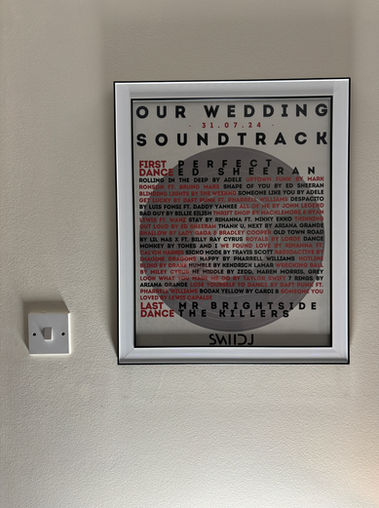 OUR WEDDING
- 31.07.24 -
SOUNDTRACK
FIRST DANCE PERFECT
ED SHEERAN
ROLLING IN THE DEEP BY ADELE UPTOWN FUNK BY MARK
RONSON FT. BRUNO MARS SHAPE OF YOU BY ED SHEERAN
BLINDING LIGHTS BY THE WEEKND SOMEONE LIKE YOU BY ADELE
GET LUCKY BY DAFT PUNK FT. PHARRELL WILLIAMS DESPACITO
BY LUIS FONSI FT. DADDY YANKEE ALL OF ME BY JOHN LEGEND
BAD GUY BY BILLIE EILISH THRIFT SHOP BY MACKLEMORE & RYAN
LEWIS FT. WANZ STAY BY RIHANNA FT. MIKKY EKKO THINKING
OUT LOUD BY ED SHEERAN THANK U, NEXT BY ARIANA GRANDE
SHALLOW BY LADY GAGA & BRADLEY COOPER OLD TOWN ROAD
BY LIL NAS X FT. BILLY RAY CYRUS ROYALS BY LORDE DANCE
MONKEY BY TONES AND I WE FOUND LOVE BY RIHANNA FT.
CALVIN HARRIS SICKO MODE BY TRAVIS SCOTT RADIOACTIVE BY
IMAGINE DRAGONS HAPPY BY PHARRELL WILLIAMS HOTLINE
BLING BY DRAKE HUMBLE BY KENDRICK LAMAR WRECKING BALL
BY MILEY CYRUS HE MIDDLE BY ZEDD, MAREN MORRIS, GREY
LOOK WHAT YOU MADE ME DO BY TAYLOR SWIFT 7 RINGS BY
ARIANA GRANDE LOSE YOURSELF TO DANCE BY DAFT PUNK FT.
PHARRELL WILLIAMS BODAK YELLOW BY CARDI B SOMEONE YOU
LOVED BY LEWIS CAPALDI
LAST DANCE MR BRIGHTSIDE
THE KILLERS